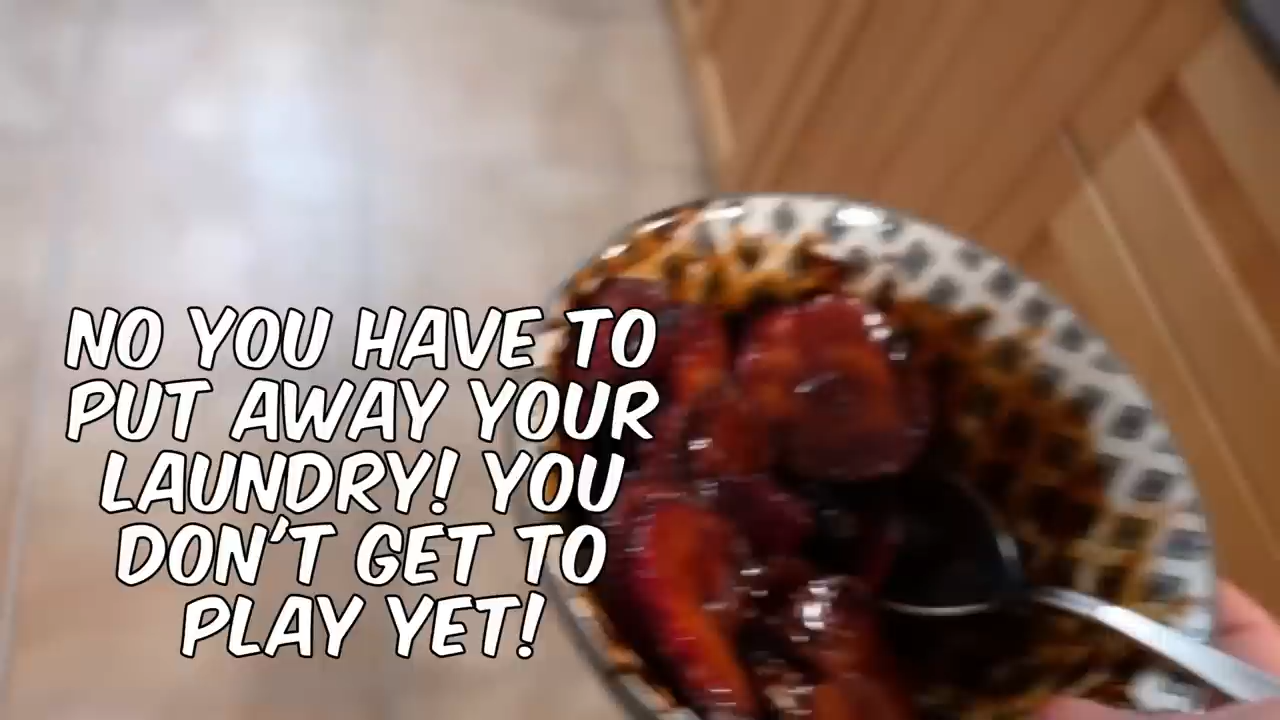 NO YOU HAVE TO
PUT AWAY YOUR
LAUNDRY! YOU
DON'T GET TO
PLAY YET!